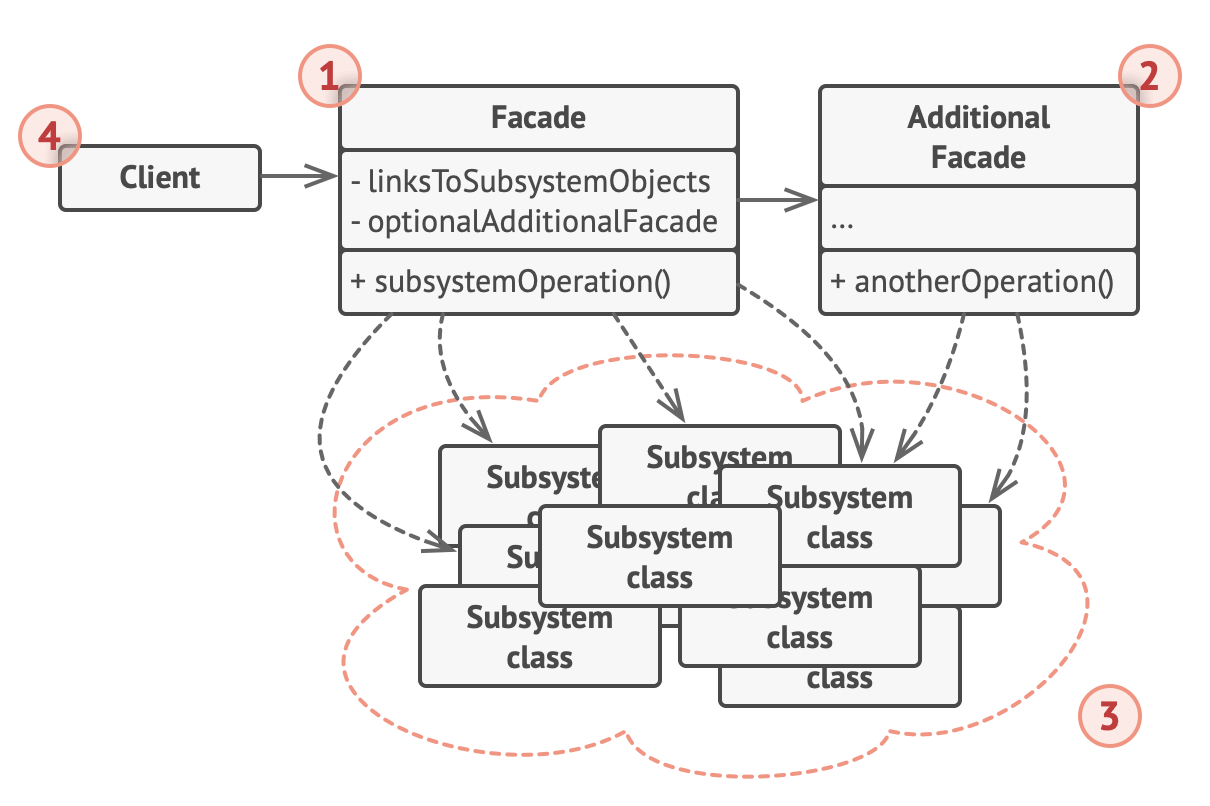 1
2
Facade
Additional
Facade
4
Client
- linksToSubsystemObjects
- optionalAdditionalFacade
...
+ subsystemOperation()
+ anotherOperation()
Subsystem
class
Subsystem
class
Subsystem
class
Subsystem
class
class
class
3